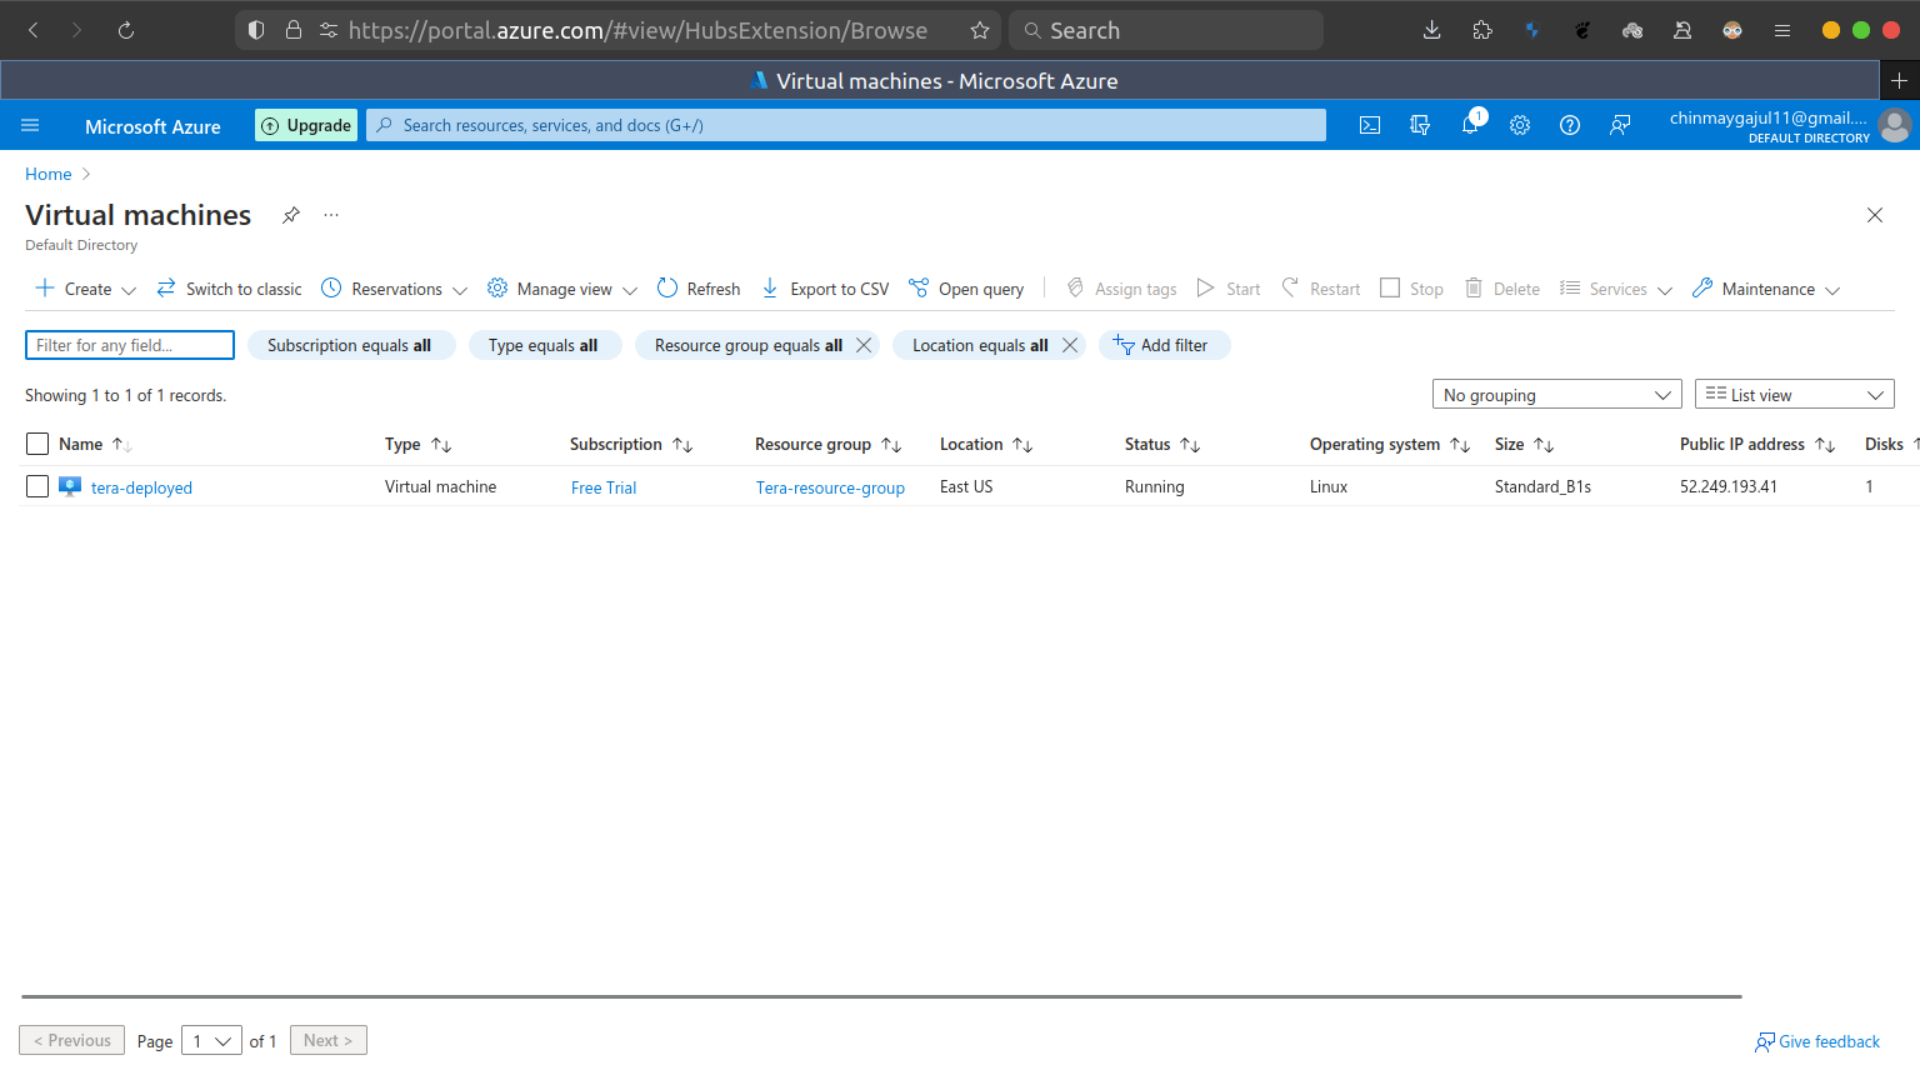 https://portal.azure.com/#view/HubsExtension/Browse Search
Virtual machines - Microsoft Azure
Microsoft Azure Upgrade Search resources, services, and docs (G+/) 1 chinmaygajul11@gmail....
DEFAULT DIRECTORY
Home
Virtual machines ...
Default Directory
Create Switch to classic Reservations Manage view Refresh Export to CSV Open query Assign tags Start Restart Stop Delete Services Maintenance
Filter for any field... Subscription equals all Type equals all Resource group equals all Location equals all Add filter
Showing 1 to 1 of 1 records. No grouping List view
Name Type Subscription Resource group Location Status Operating system Size Public IP address Disks
tera-deployed Virtual machine Free Trial Tera-resource-group East US Running Linux Standard_B1s 52.249.193.41 1
< Previous Page 1 of 1 Next > Give feedback